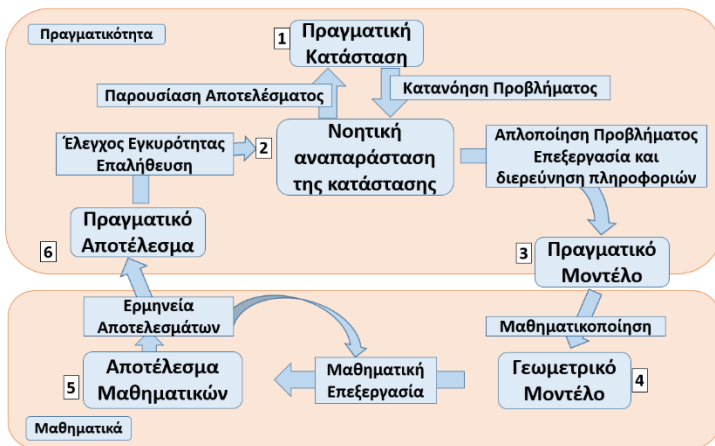 Πραγματικότητα
1
Πραγματική
Κατάσταση
Παρουσίαση Αποτελέσματος
Κατανόηση Προβλήματος
Έλεγχος Εγκυρότητας
Επαλήθευση
2
Νοητική
αναπαράσταση
της κατάστασης
Απλοποίηση Προβλήματος
Επεξεργασία και
διερεύνηση πληροφοριών
Πραγματικό
Αποτέλεσμα
6
3
Πραγματικό
Μοντέλο
Ερμηνεία
Αποτελεσμάτων
Μαθηματικοποίηση
5
Αποτέλεσμα
Μαθηματικών
Μαθηματική
Επεξεργασία
Γεωμετρικό
Μοντέλο
4
Μαθηματικά